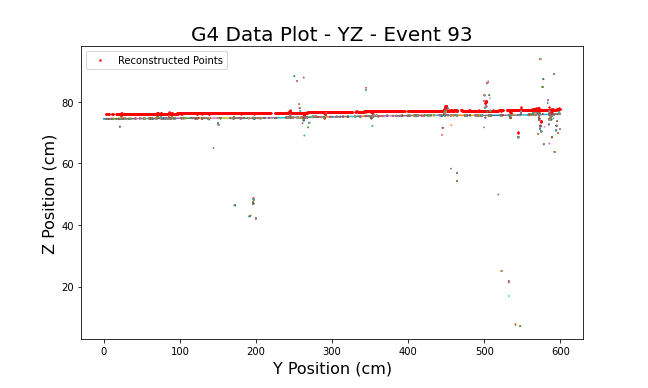 G4 Data Plot - YZ - Event 93
Reconstructed Points
Z Position (cm)
80
60
40
20
0 100 200 300 400 500 600
Y Position (cm)